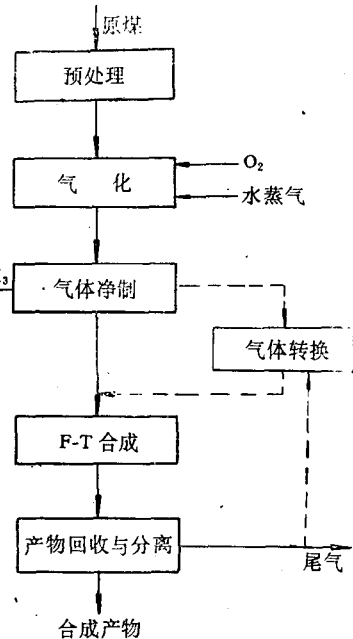 原煤
预处理
气 化
O₂
水蒸气
₃
气体净制
气体转换
F-T 合成
产物回收与分离
尾气
合成产物